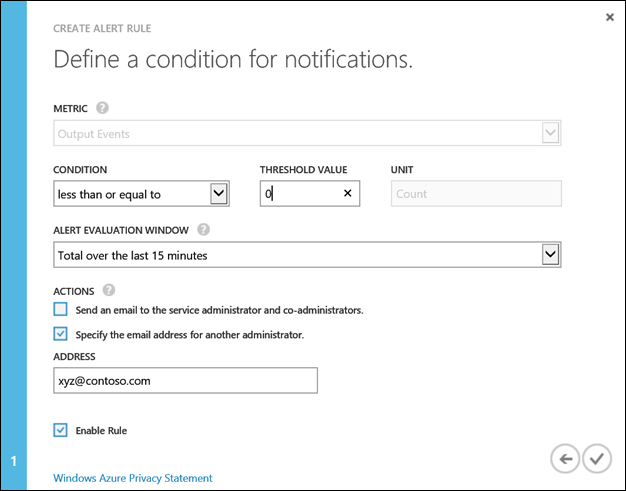 CREATE ALERT RULE
Define a condition for notifications.
METRIC ?
Output Events
CONDITION THRESHOLD VALUE UNIT
less than or equal to 0 Count
ALERT EVALUATION WINDOW ?
Total over the last 15 minutes
ACTIONS ?
Send an email to the service administrator and co-administrators.
Specify the email address for another administrator.
ADDRESS
xyz@contoso.com
Enable Rule
1
Windows Azure Privacy Statement